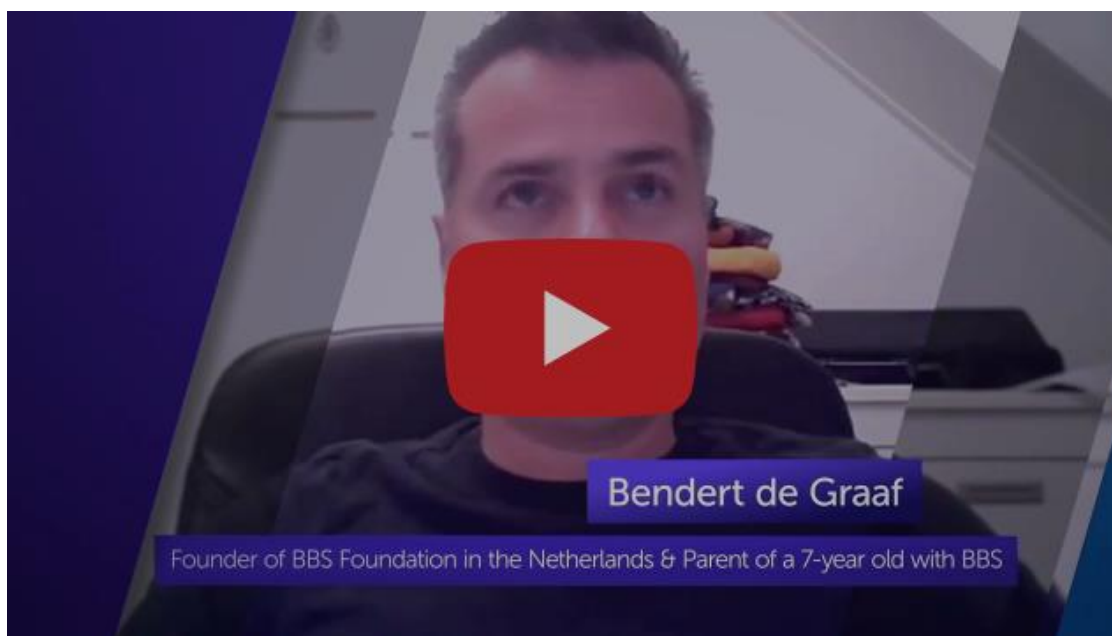 Bendert de Graaf
Founder of BBS Foundation in the Netherlands & Parent of a 7-year old with BBS